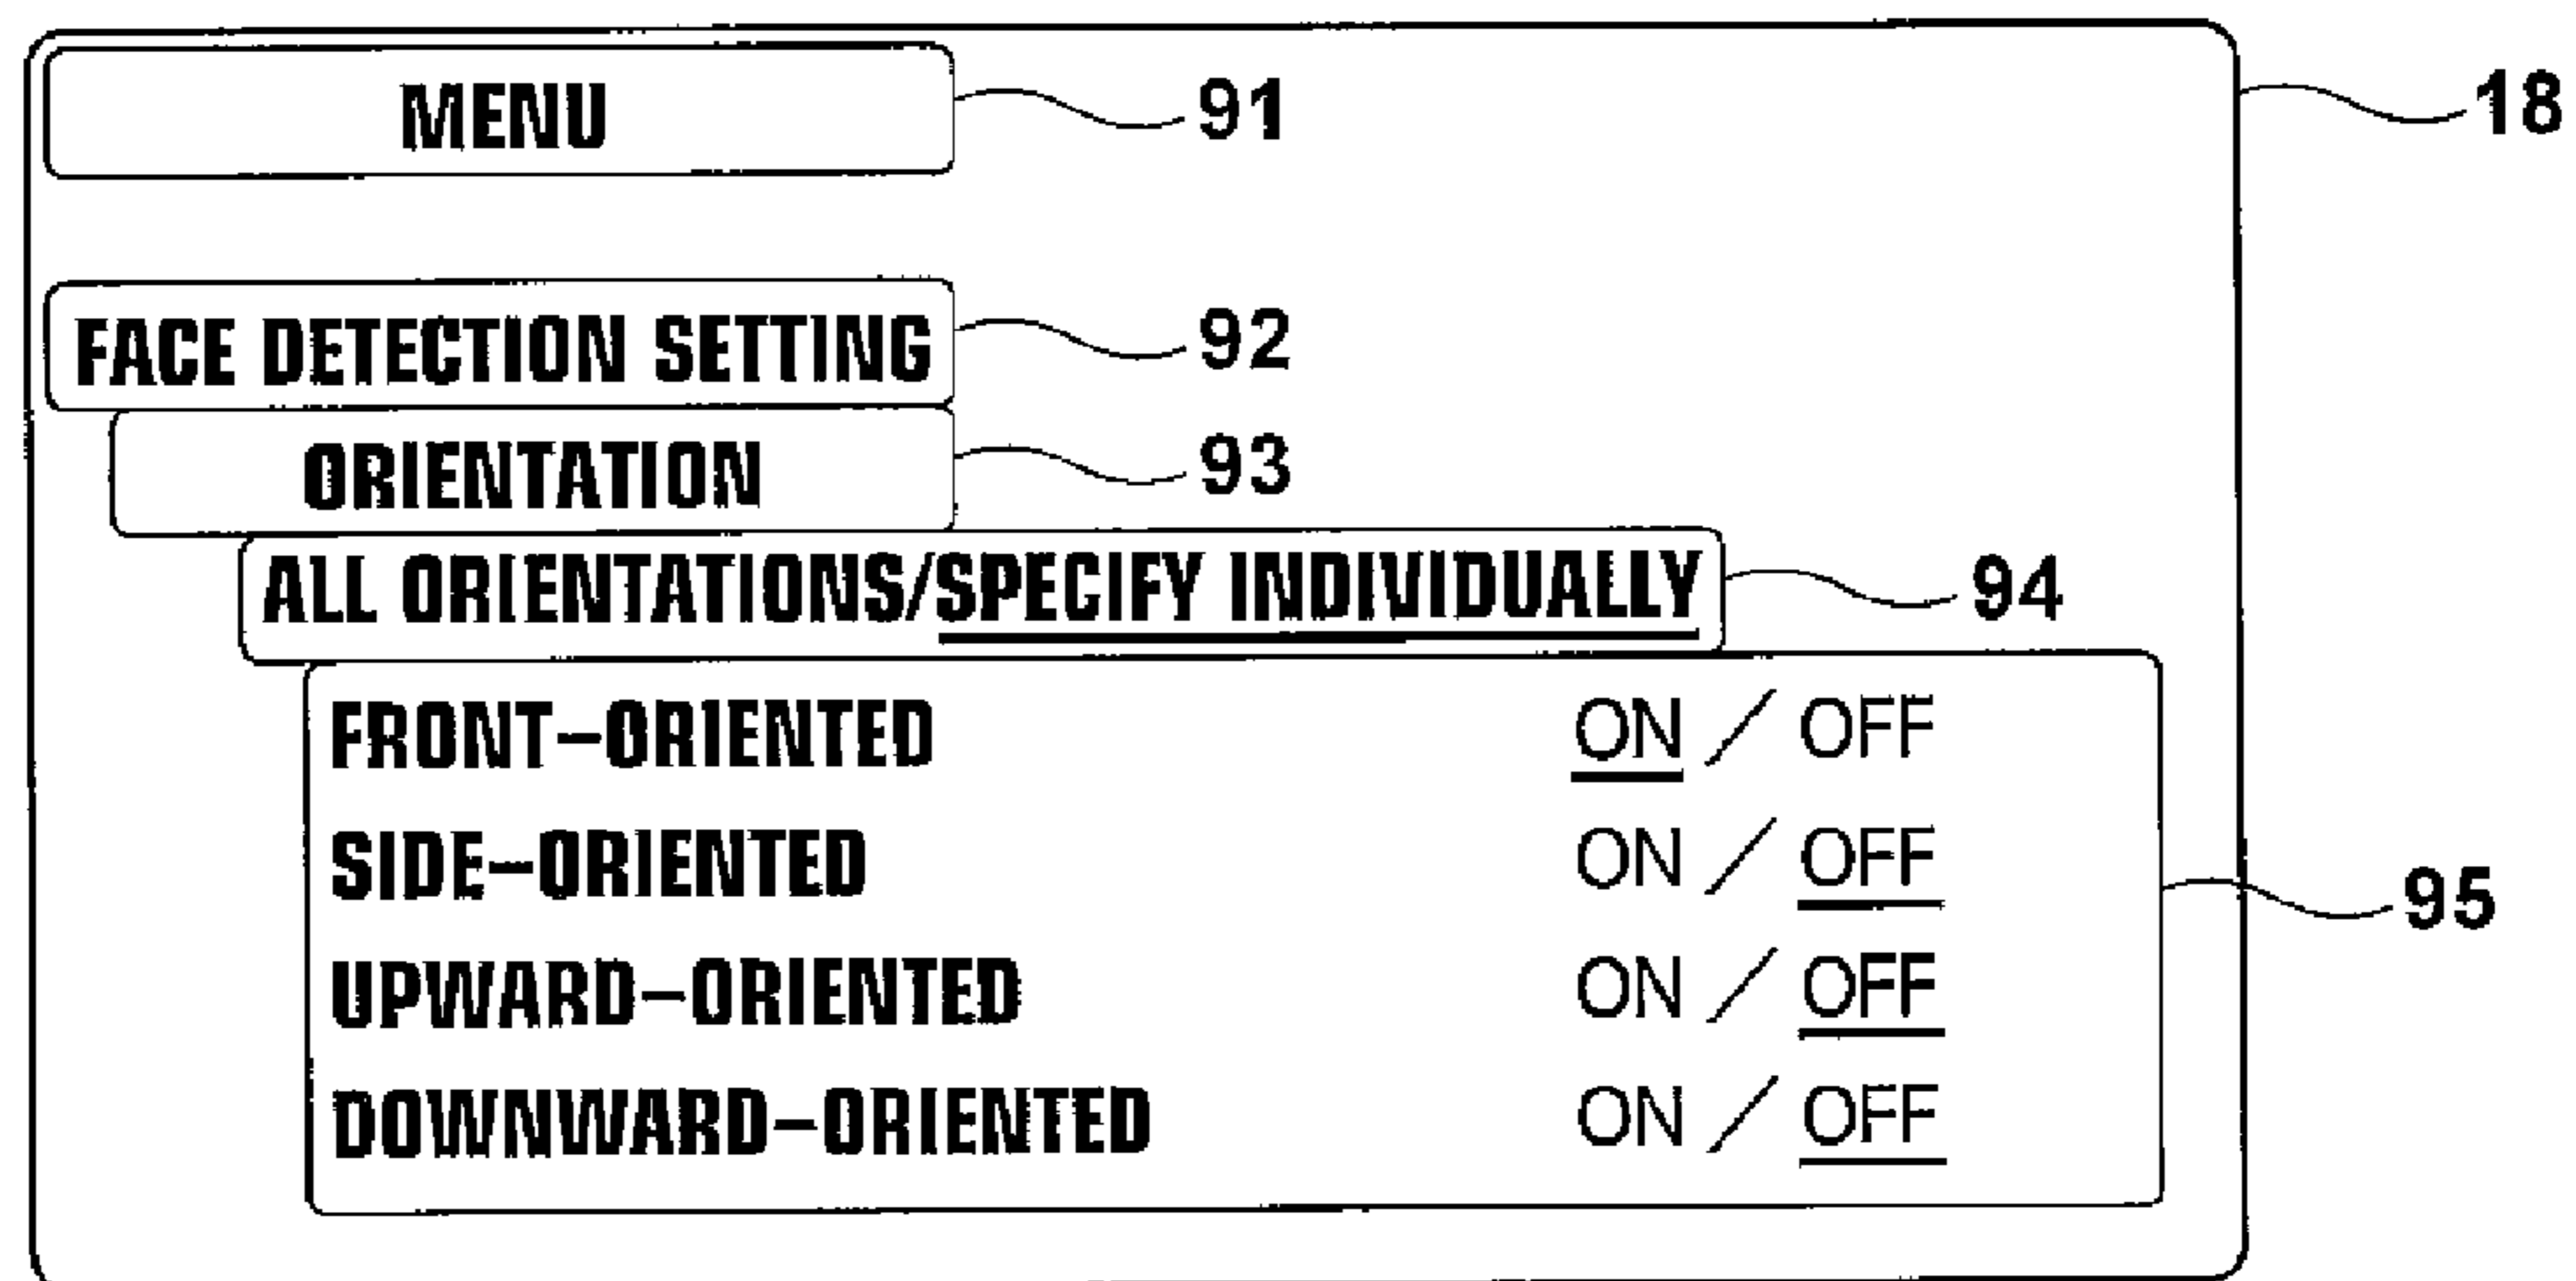 MENU 91 18
FACE DETECTION SETTING 92
ORIENTATION 93
ALL ORIENTATIONS/SPECIFY INDIVIDUALLY 94
FRONT-ORIENTED ON / OFF
SIDE-ORIENTED ON / OFF
95
UPWARD-ORIENTED ON / OFF
DOWNWARD-ORIENTED ON / OFF